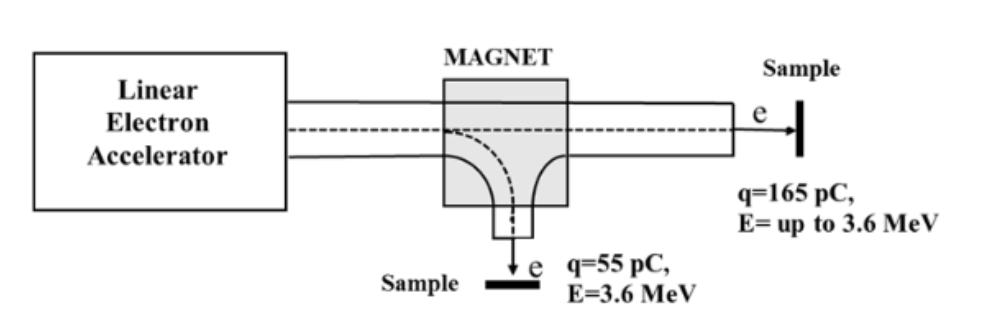 MAGNET
Sample
Linear
Electron
Accelerator
e
q=165 pC,
E= up to 3.6 MeV
e
q=55 pC,
E=3.6 MeV
Sample